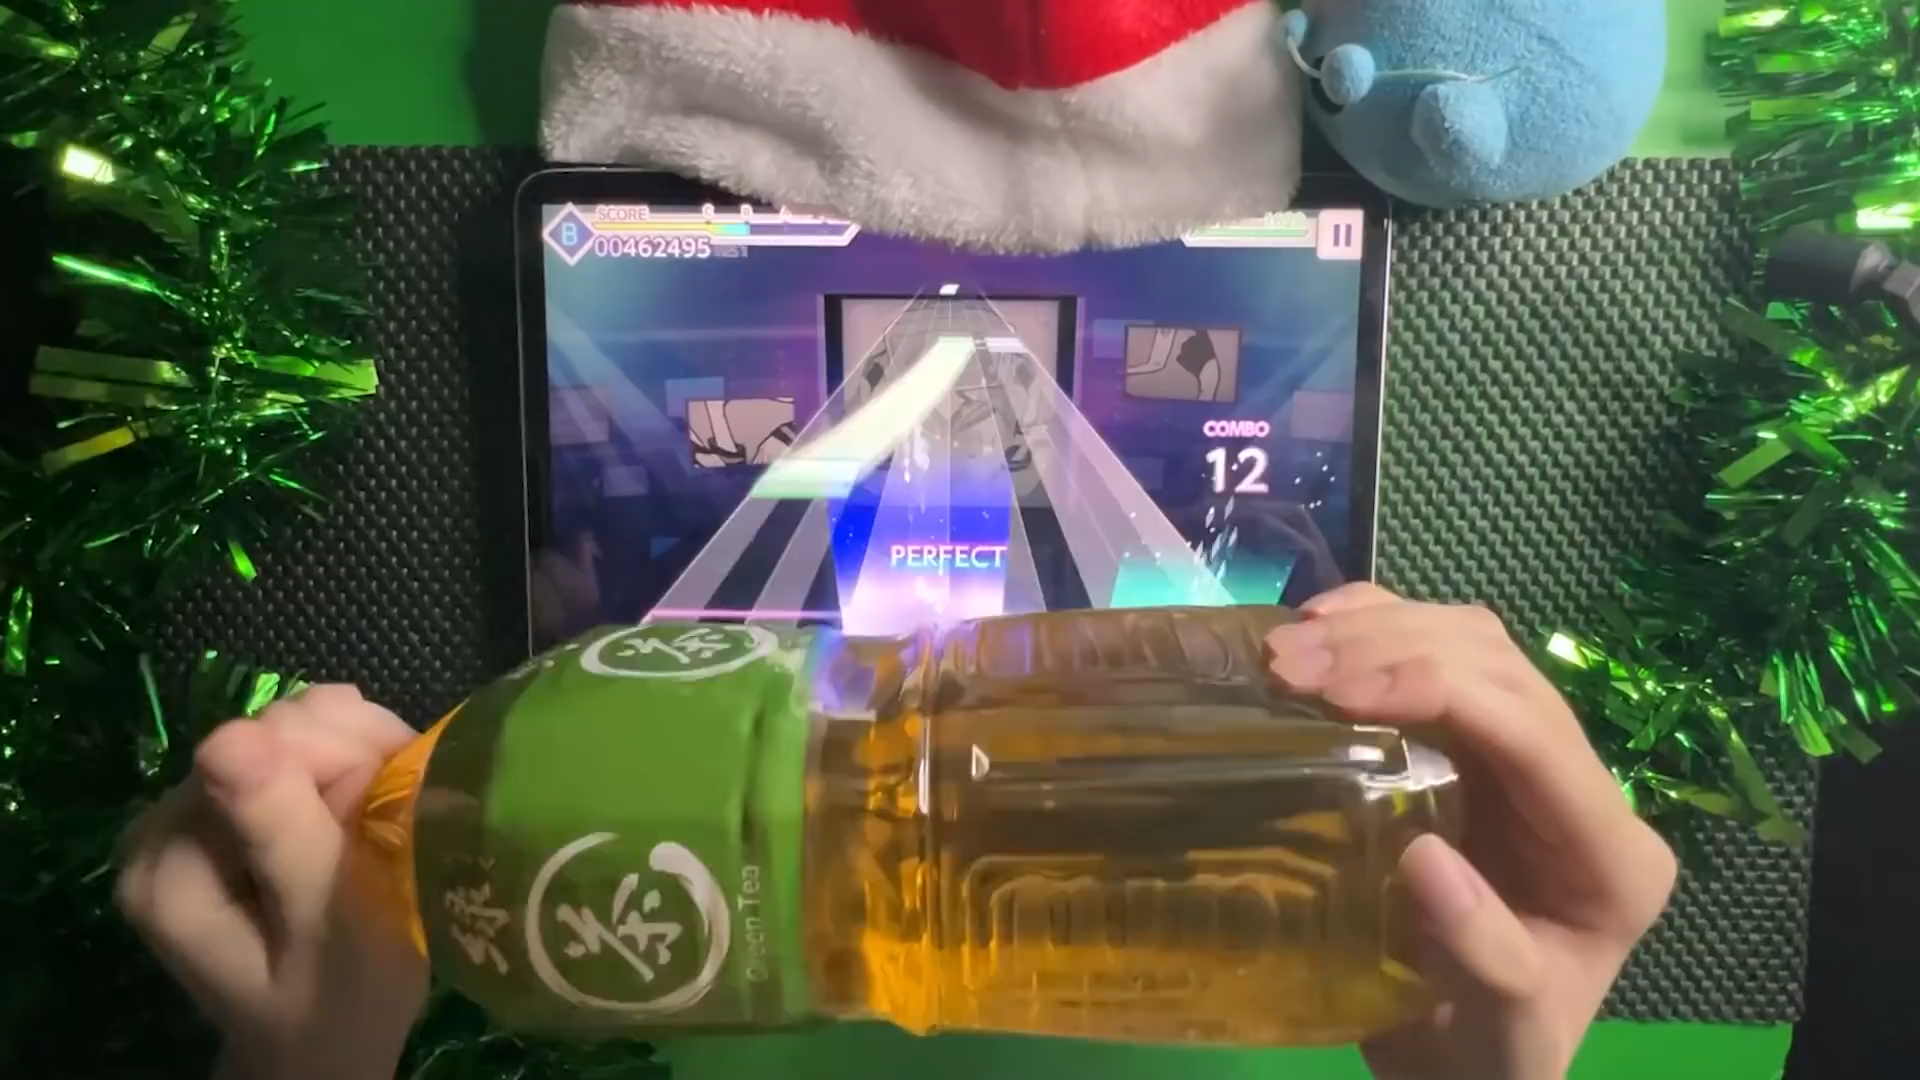 SCORE
C B A
B
00462495
COMBO
12
PERFECT
茶
緑
茶
Green Tea